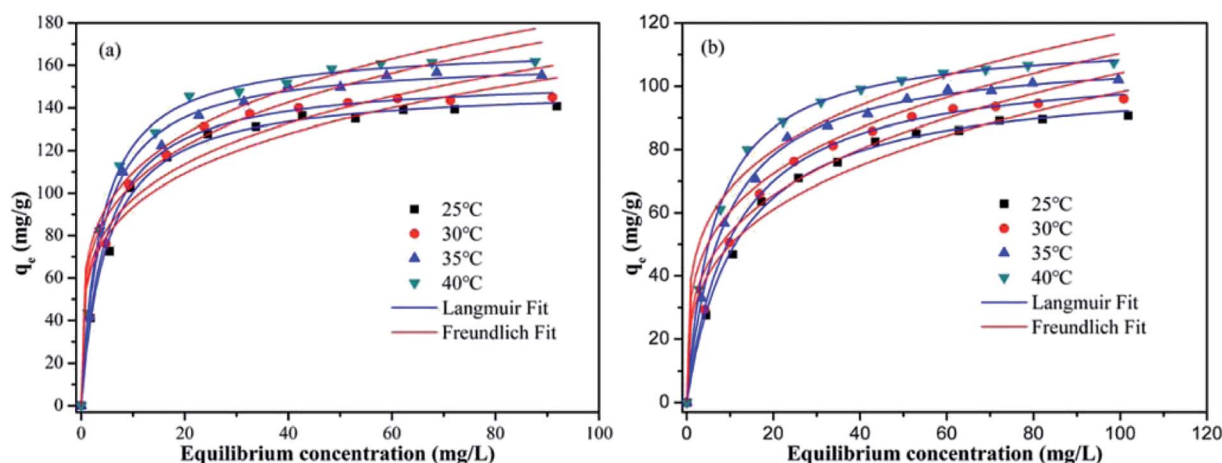 (a)
180
160
140
120
100
80
60
40
20
0
qe (mg/g)
25℃
30℃
35℃
40℃
Langmuir Fit
Freundlich Fit
0 20 40 60 80 100
Equilibrium concentration (mg/L)
(b)
120
100
80
60
40
20
0
qe (mg/g)
25℃
30℃
35℃
40℃
Langmuir Fit
Freundlich Fit
0 20 40 60 80 100 120
Equilibrium concentration (mg/L)